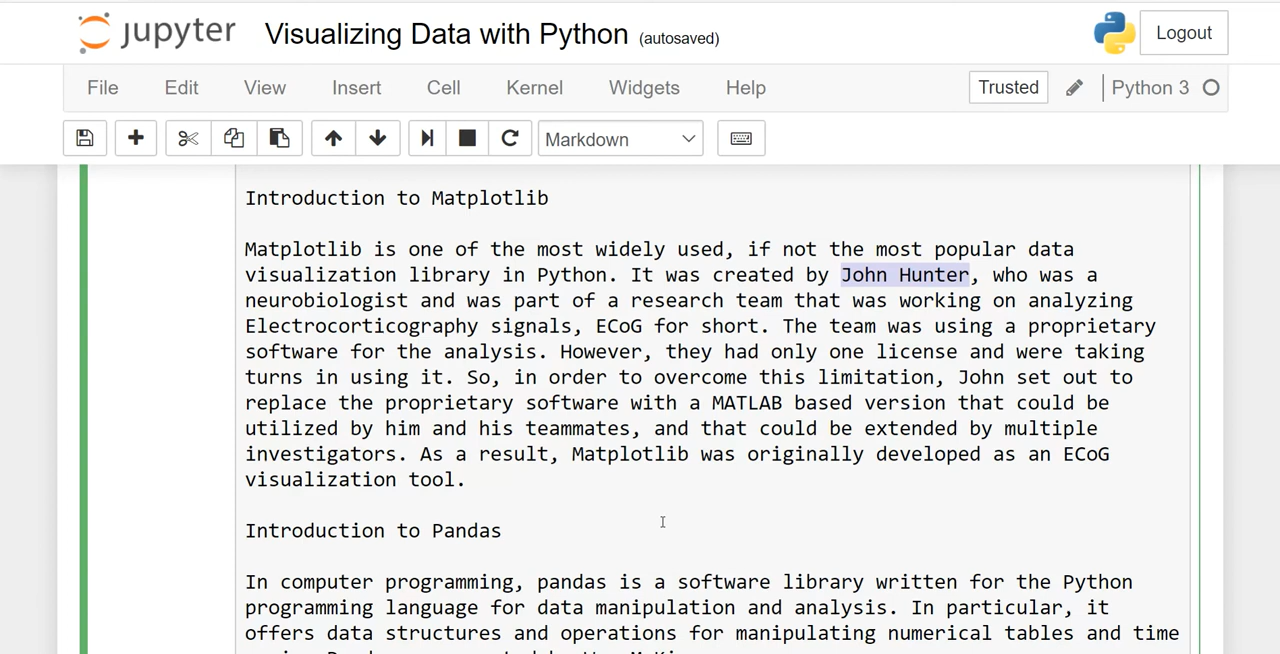 jupyter Visualizing Data with Python (autosaved) Logout
File Edit View Insert Cell Kernel Widgets Help Trusted Python 3
Markdown
Introduction to Matplotlib
Matplotlib is one of the most widely used, if not the most popular data
visualization library in Python. It was created by John Hunter, who was a
neurobiologist and was part of a research team that was working on analyzing
Electrocorticography signals, ECoG for short. The team was using a proprietary
software for the analysis. However, they had only one license and were taking
turns in using it. So, in order to overcome this limitation, John set out to
replace the proprietary software with a MATLAB based version that could be
utilized by him and his teammates, and that could be extended by multiple
investigators. As a result, Matplotlib was originally developed as an ECoG
visualization tool.
Introduction to Pandas
In computer programming, pandas is a software library written for the Python
programming language for data manipulation and analysis. In particular, it
offers data structures and operations for manipulating numerical tables and time